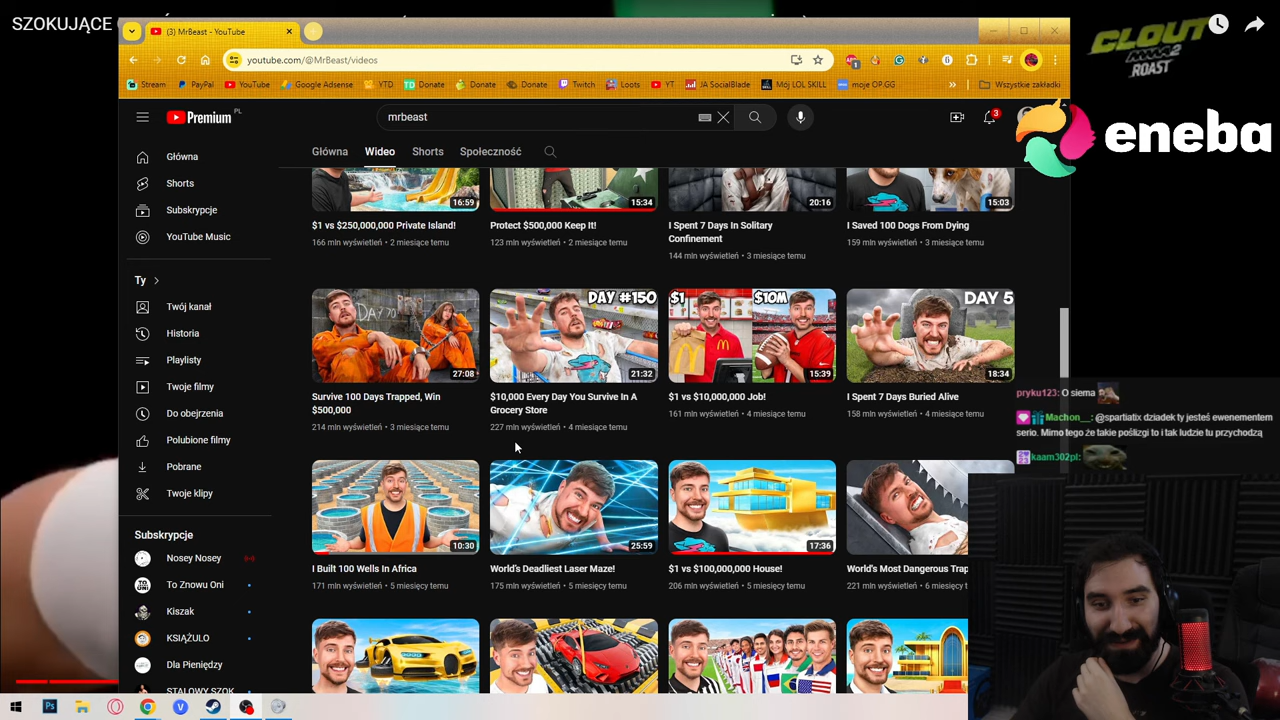 SZOKUJĄCE
(3) MrBeast - YouTube
youtube.com/@MrBeast/videos
Stream
PayPal
YouTube
Google Adsense
YTD
Donate
Donate
Donate
Twitch
Loots
YT
JA SocialBlade
Mój LOL SKILL
moje OP.GG
Wszystkie zakładki
CLOUT
MMA2
ROAST
eneba
Premium PL
mrbeast
3
Główna
Wideo
Shorts
Społeczność
Główna
Shorts
Subskrypcje
YouTube Music
Ty
Twój kanał
Historia
Playlisty
Twoje filmy
Do obejrzenia
Polubione filmy
Pobrane
Twoje klipy
Subskrypcje
Nosey Nosey
To Znowu Oni
Kiszak
KSIĄŻULO
Dla Pieniędzy
STALOWY SZOK
16:59
15:34
20:16
15:03
$1 vs $250,000,000 Private Island!
166 mln wyświetleń • 2 miesiące temu
Protect $500,000 Keep It!
123 mln wyświetleń • 2 miesiące temu
I Spent 7 Days In Solitary
Confinement
144 mln wyświetleń • 3 miesiące temu
I Saved 100 Dogs From Dying
159 mln wyświetleń • 3 miesiące temu
27:08
DAY #150
21:32
$1
$10M
15:39
DAY 5
18:34
Survive 100 Days Trapped, Win
$500,000
214 mln wyświetleń • 3 miesiące temu
$10,000 Every Day You Survive In A
Grocery Store
227 mln wyświetleń • 4 miesiące temu
$1 vs $10,000,000 Job!
161 mln wyświetleń • 4 miesiące temu
I Spent 7 Days Buried Alive
158 mln wyświetleń • 4 miesiące temu
10:30
25:59
17:36
I Built 100 Wells In Africa
171 mln wyświetleń • 5 miesięcy temu
World's Deadliest Laser Maze!
175 mln wyświetleń • 5 miesięcy temu
$1 vs $100,000,000 House!
206 mln wyświetleń • 5 miesięcy temu
World's Most Dangerous Trap
221 mln wyświetleń • 6 miesięcy tem
pryku123: O siema
Machon__: @spartiatix dziadek ty jesteś ewenementem
serio. Mimo tego że takie poślizgi to i tak ludzie tu przychodzą
kaam302pl: